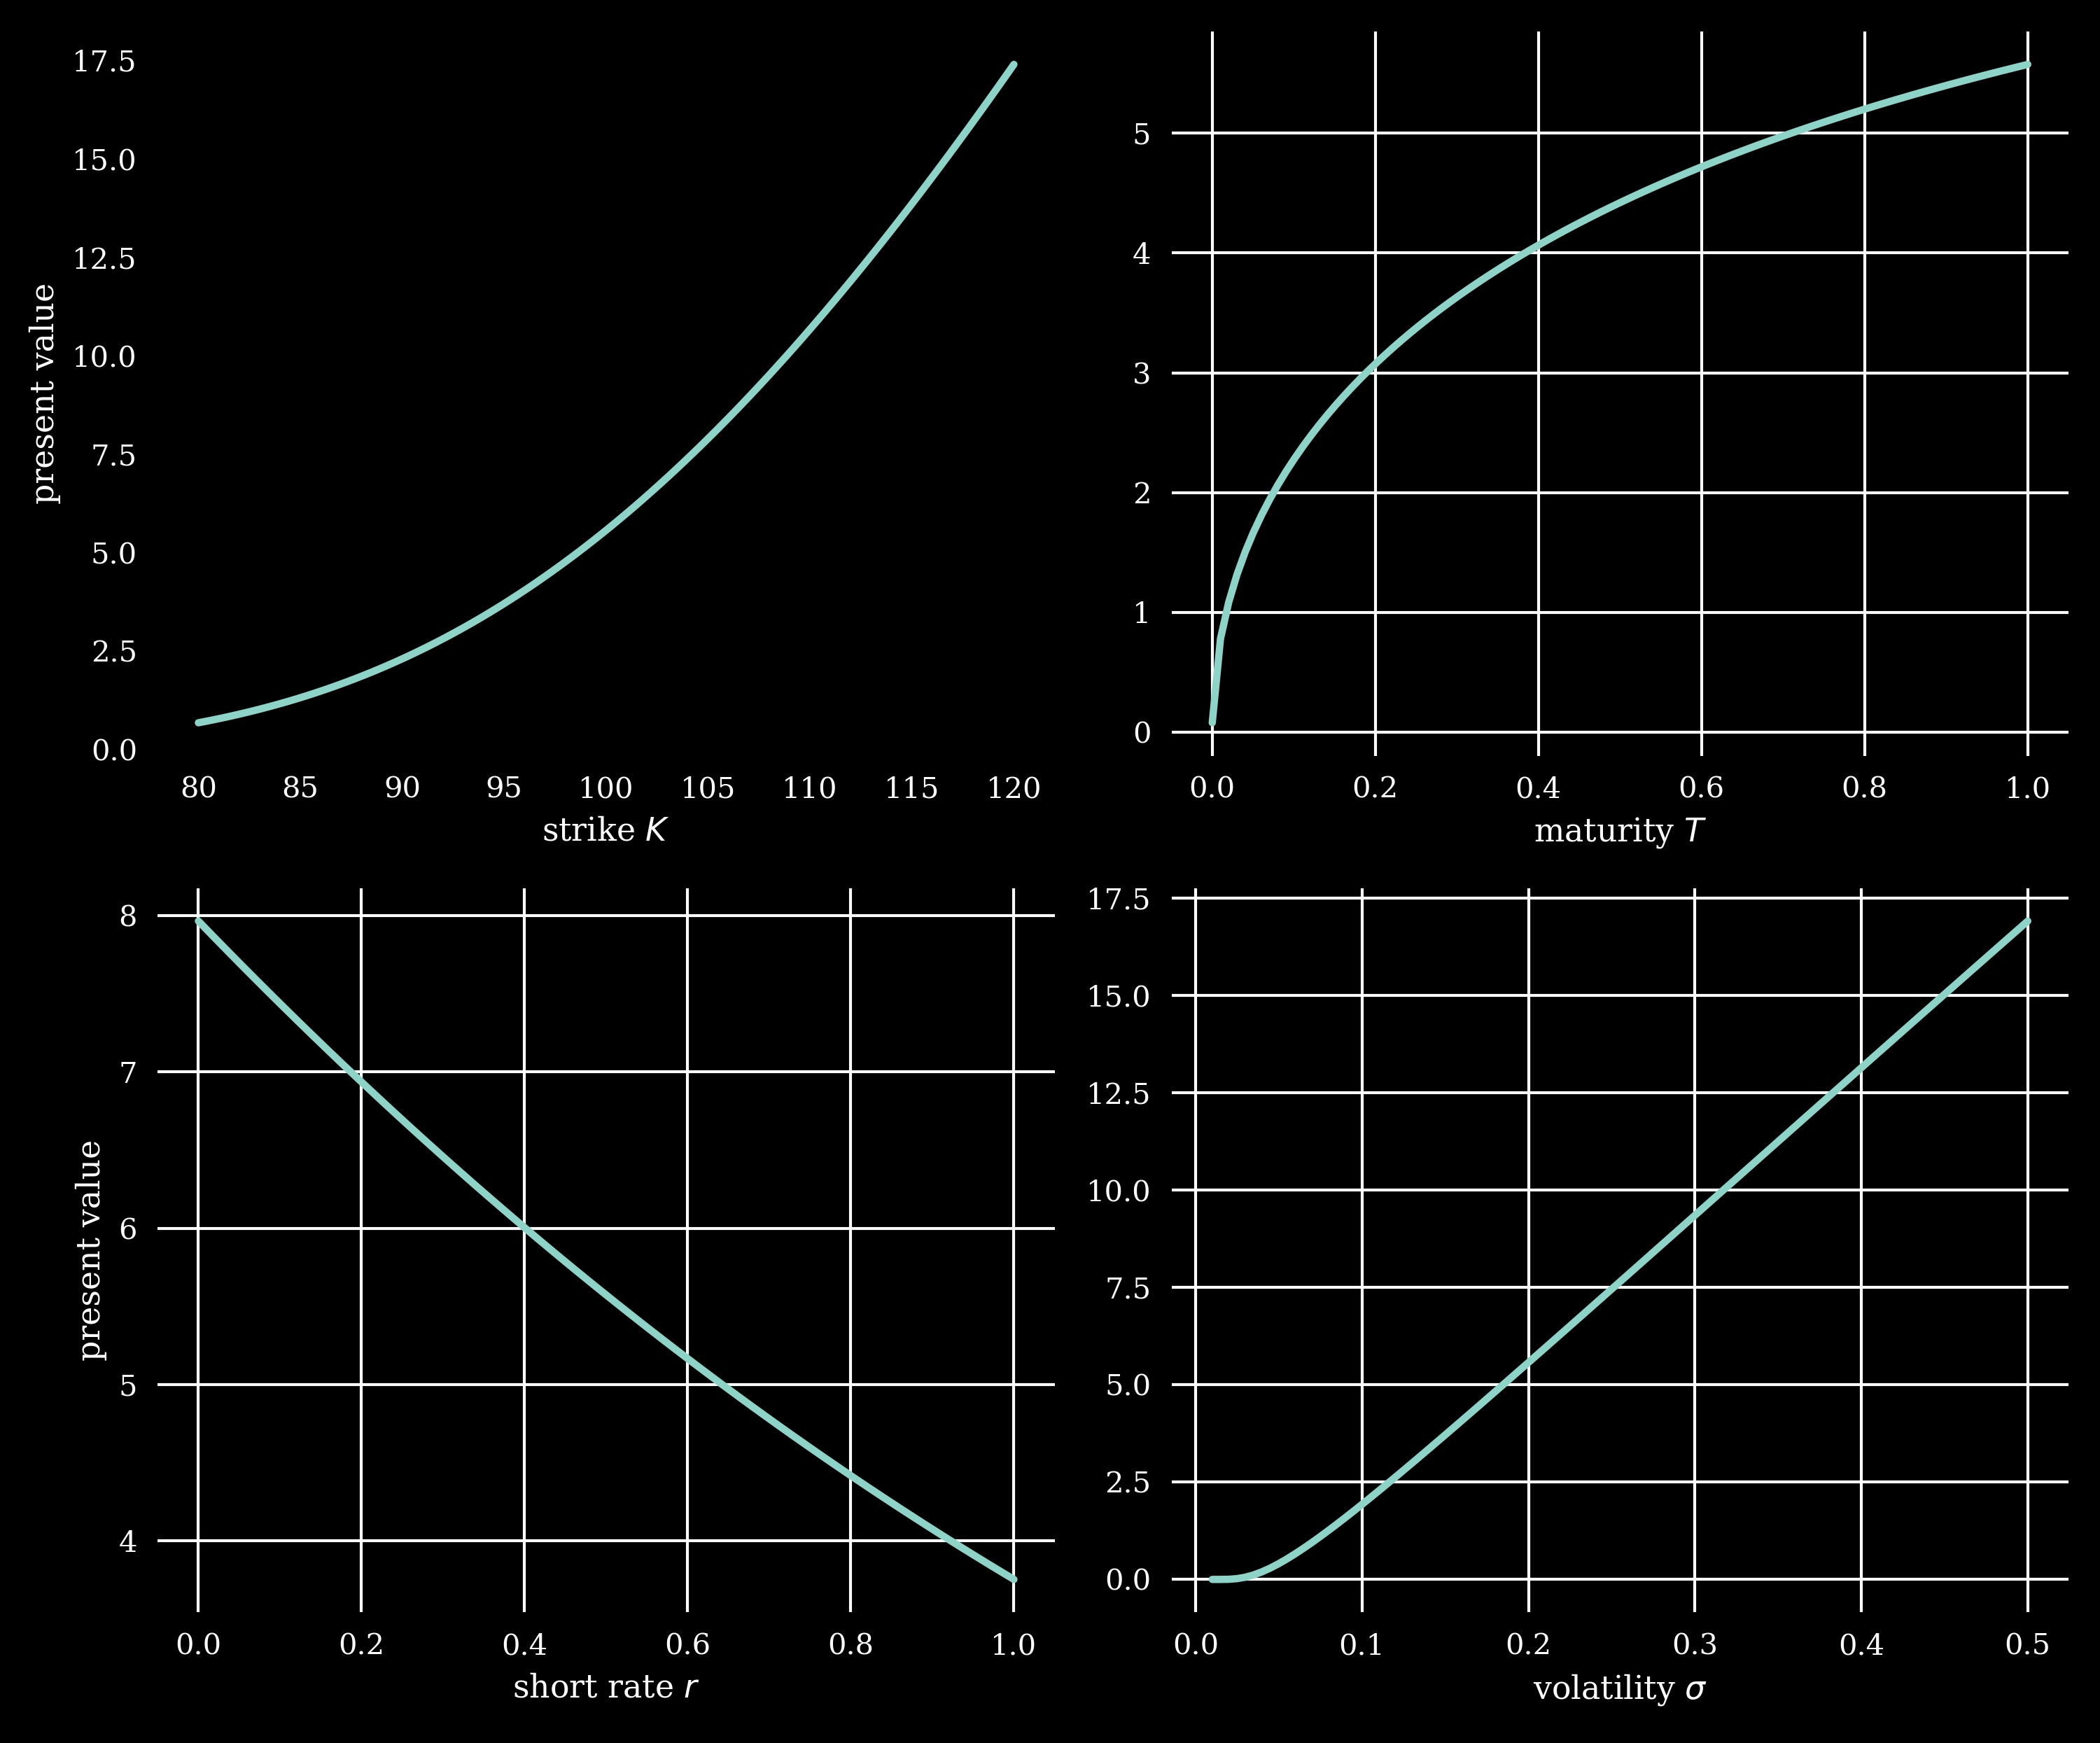 17.5
15.0
12.5
10.0
7.5
5.0
2.5
0.0
present value
80 85 90 95 100 105 110 115 120
strike K
5
4
3
2
1
0
0.0 0.2 0.4 0.6 0.8 1.0
maturity T
8
7
6
5
4
present value
0.0 0.2 0.4 0.6 0.8 1.0
short rate r
17.5
15.0
12.5
10.0
7.5
5.0
2.5
0.0
0.0 0.1 0.2 0.3 0.4 0.5
volatility σ